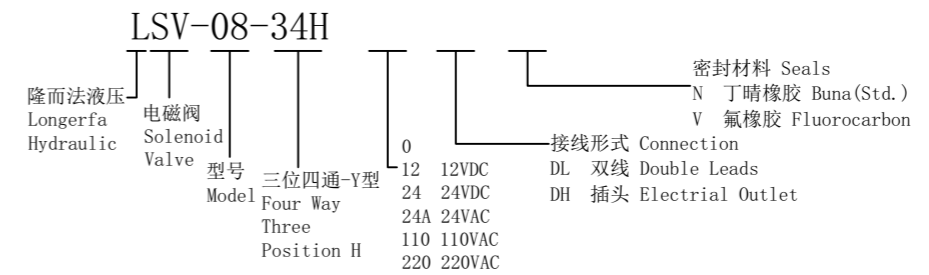 LSV-08-34H
隆而法液压
Longerfa
Hydraulic
电磁阀
Solenoid
Valve
型号
Model
三位四通-Y型
Four Way
Three
Position H
0
12 12VDC
24 24VDC
24A 24VAC
110 110VAC
220 220VAC
接线形式 Connection
DL 双线 Double Leads
DH 插头 Electrial Outlet
密封材料 Seals
N 丁晴橡胶 Buna(Std.)
V 氟橡胶 Fluorocarbon